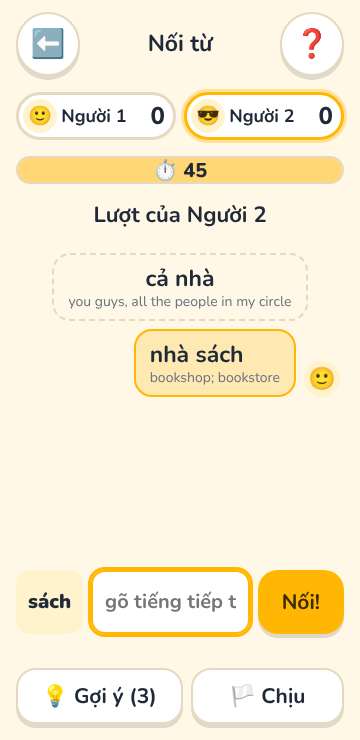 Nối từ
Người 1 0
Người 2 0
45
Lượt của Người 2
cả nhà
you guys, all the people in my circle
nhà sách
bookshop; bookstore
sách
gõ tiếng tiếp t
Nối!
Gợi ý (3)
Chịu